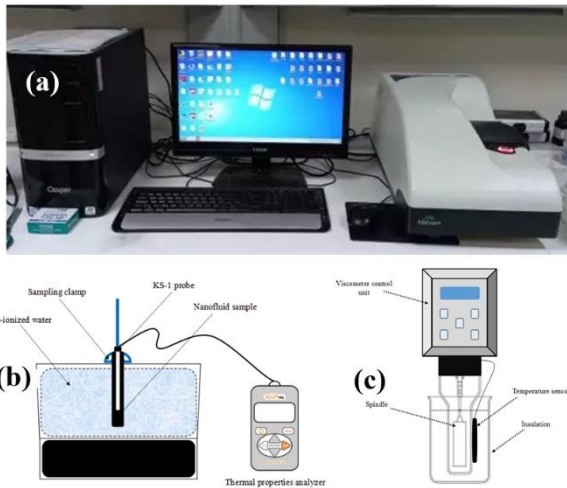 (a)
Casper
Casper
Malvern
Sampling clamp
KS-1 probe
Nanofluid sample
-ionized water
(b)
Thermal properties analyzer
Viscometer control
unit
(c)
Spindle
Temperature senso
Insulation